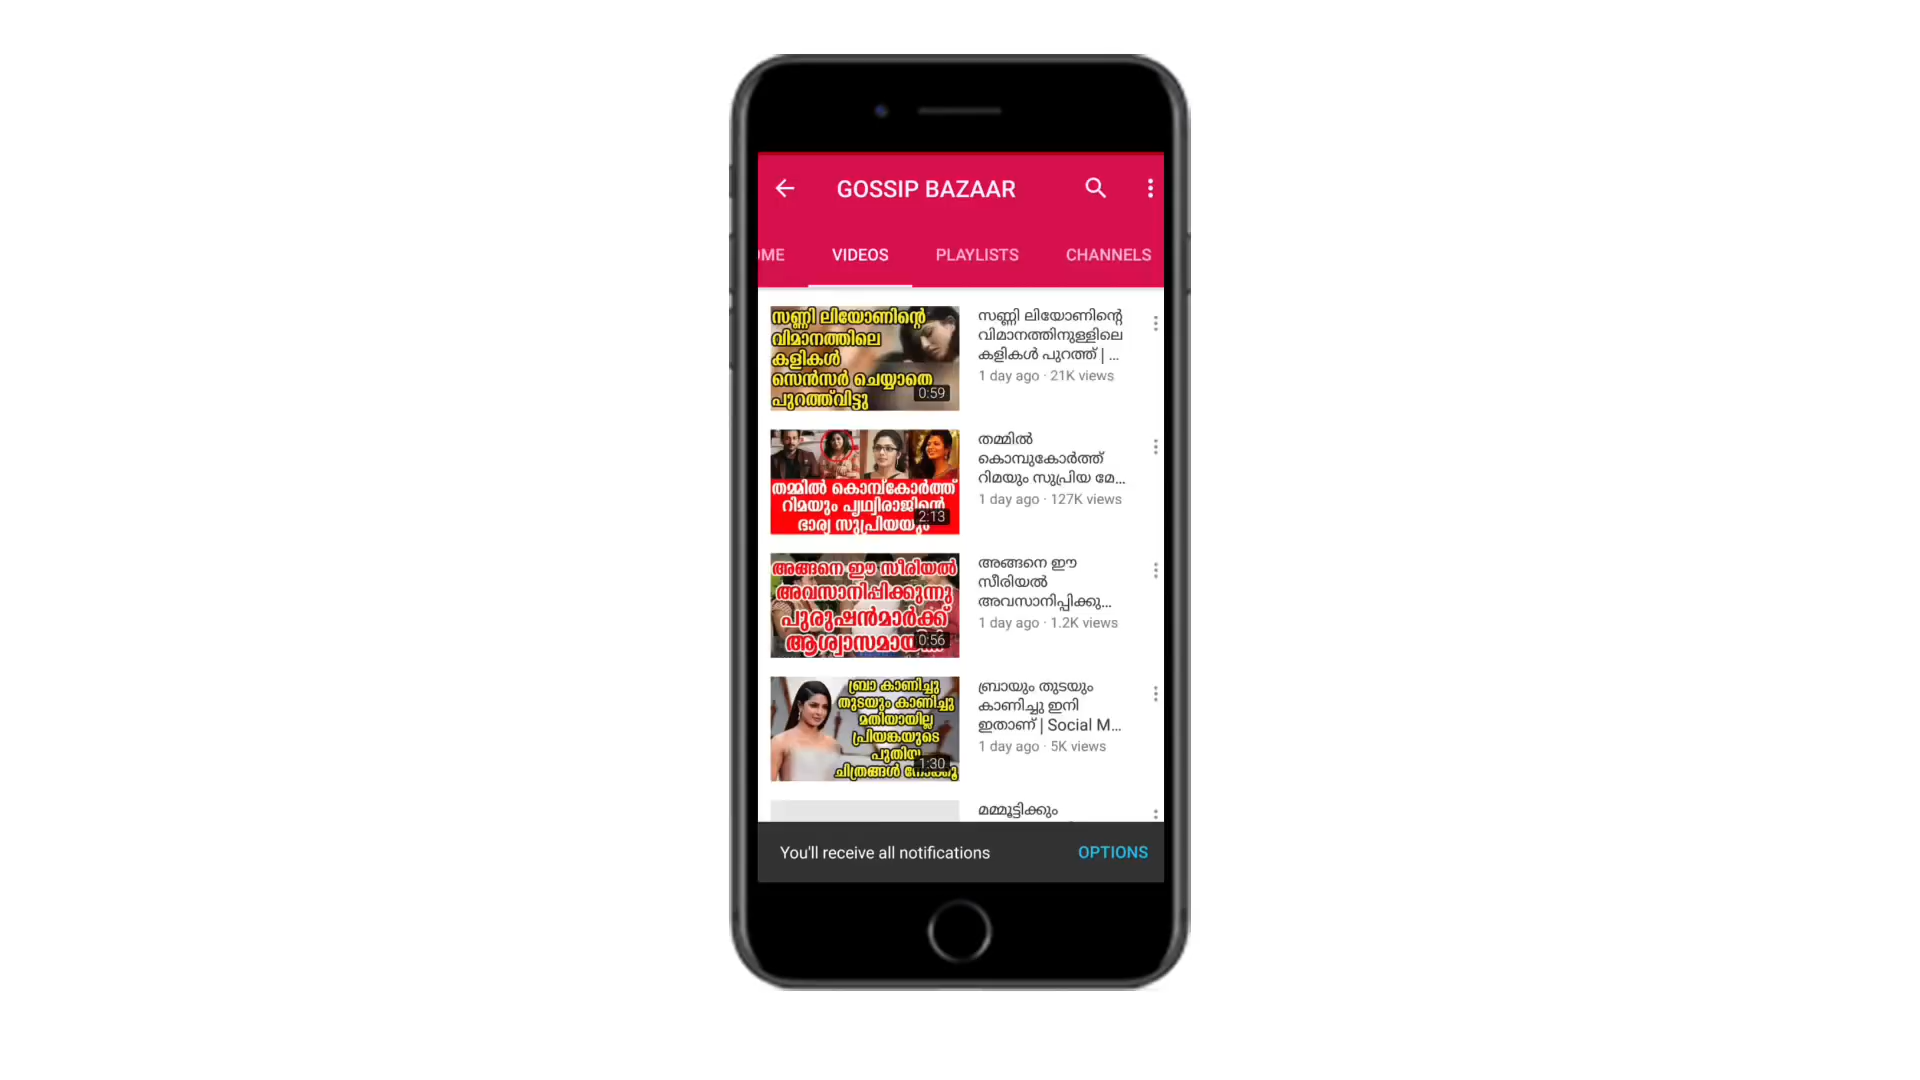 GOSSIP BAZAAR
OME
VIDEOS
PLAYLISTS
CHANNELS
സണ്ണി ലിയോണിന്റെ
വിമാനത്തിലെ
കളികൾ
സെൻസർ ചെയ്യാതെ
പുറത്ത്‌വിട്ടു
0:59
സണ്ണി ലിയോണിന്റെ
വിമാനത്തിനുള്ളിലെ
കളികൾ പുറത്ത് | ...
1 day ago · 21K views
തമ്മിൽ കൊമ്പ്കോർത്ത്
റിമയും പൃഥ്വിരാജിന്റെ
ഭാര്യ സുപ്രിയയും
2:13
തമ്മിൽ
കൊമ്പുകോർത്ത്
റിമയും സുപ്രിയ മേ...
1 day ago · 127K views
അങ്ങനെ ഈ സീരിയൽ
അവസാനിപ്പിക്കുന്നു
പുരുഷൻമാർക്ക്
0:56
അങ്ങനെ ഈ
സീരിയൽ
അവസാനിപ്പിക്കു...
1 day ago · 1.2K views
ബ്രാ കാണിച്ചു
തുടയും കാണിച്ചു
മതിയായില്ല
പ്രിയങ്കയുടെ
പുതിയ
ചിത്രങ്ങൾ നോക്കൂ
1:30
ബ്രായും തുടയും
കാണിച്ചു ഇനി
ഇതാണ് | Social M...
1 day ago · 5K views
മമ്മൂട്ടിക്കും
You'll receive all notifications
OPTIONS